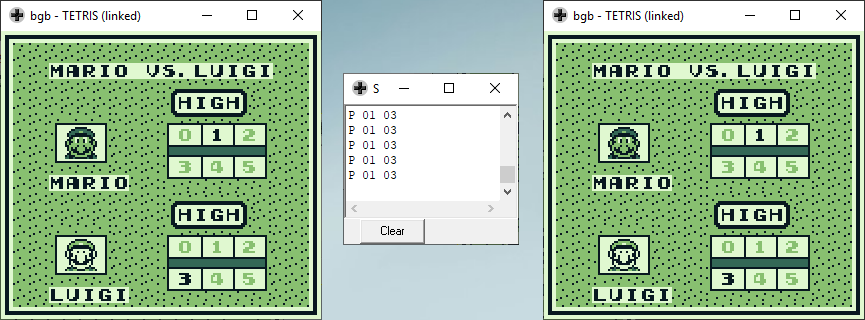 bgb - TETRIS (linked)
MARIO VS. LUIGI
HIGH
0 1 2
3 4 5
MARIO
HIGH
0 1 2
3 4 5
LUIGI
S
P 01 03
P 01 03
P 01 03
P 01 03
P 01 03
Clear
bgb - TETRIS (linked)
MARIO VS. LUIGI
HIGH
0 1 2
3 4 5
MARIO
HIGH
0 1 2
3 4 5
LUIGI